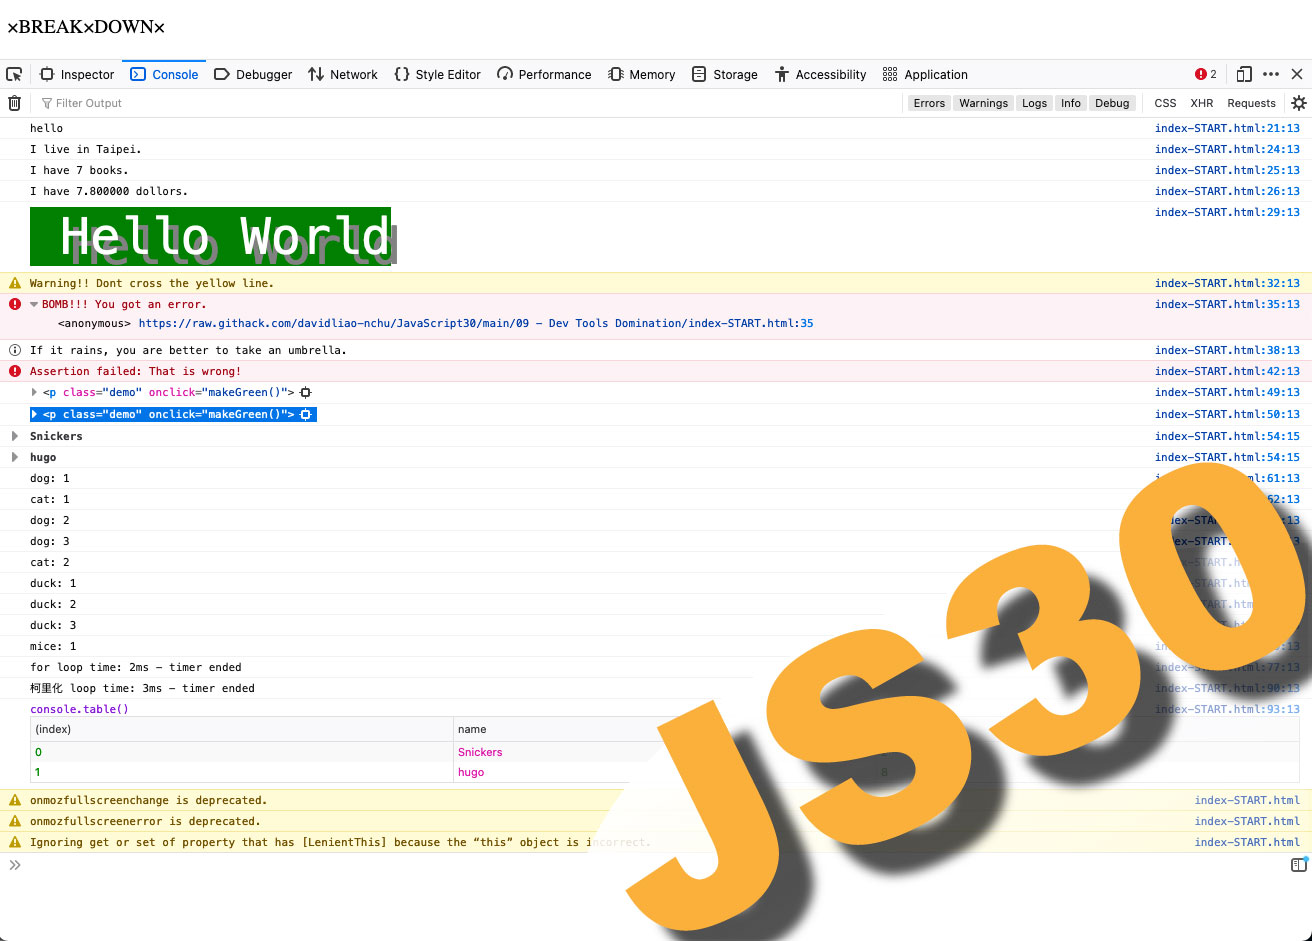 ×BREAK×DOWN×
Inspector Console Debugger Network Style Editor Performance Memory Storage Accessibility Application 2
Filter Output Errors Warnings Logs Info Debug CSS XHR Requests
hello index-START.html:21:13
I live in Taipei. index-START.html:24:13
I have 7 books. index-START.html:25:13
I have 7.800000 dollors. index-START.html:26:13
Hello World index-START.html:29:13
Warning!! Dont cross the yellow line. index-START.html:32:13
BOMB!!! You got an error. index-START.html:35:13
<anonymous> https://raw.githack.com/davidliao-nchu/JavaScript30/main/09 - Dev Tools Domination/index-START.html:35
If it rains, you are better to take an umbrella. index-START.html:38:13
Assertion failed: That is wrong! index-START.html:42:13
<p class="demo" onclick="makeGreen()"> index-START.html:49:13
<p class="demo" onclick="makeGreen()"> index-START.html:50:13
Snickers index-START.html:54:15
hugo index-START.html:54:15
dog: 1 :61:13
cat: 1 62:13
dog: 2
dog: 3
cat: 2
duck: 1
duck: 2
duck: 3
mice: 1
for loop time: 2ms - timer ended :77:13
柯里化 loop time: 3ms - timer ended index-START.html:90:13
console.table() index-START.html:93:13
(index) name
0 Snickers
1 hugo 8
onmozfullscreenchange is deprecated. index-START.html
onmozfullscreenerror is deprecated. index-START.html
Ignoring get or set of property that has [LenientThis] because the “this” object is incorrect. index-START.html
JS30